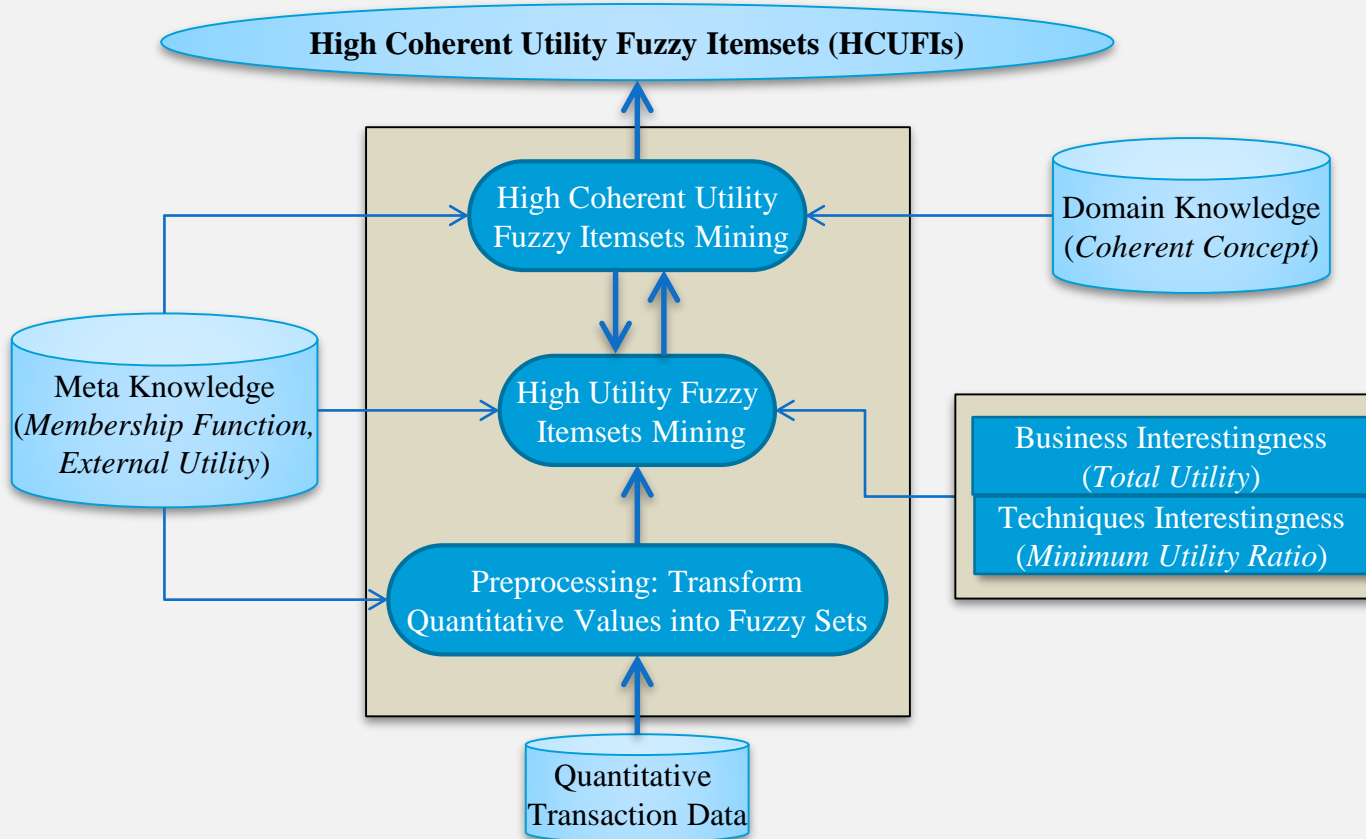 High Coherent Utility Fuzzy Itemsets (HCUFIs)
High Coherent Utility
Fuzzy Itemsets Mining
Domain Knowledge
(Coherent Concept)
Meta Knowledge
(Membership Function,
External Utility)
High Utility Fuzzy
Itemsets Mining
Business Interestingness
(Total Utility)
Techniques Interestingness
(Minimum Utility Ratio)
Preprocessing: Transform
Quantitative Values into Fuzzy Sets
Quantitative
Transaction Data